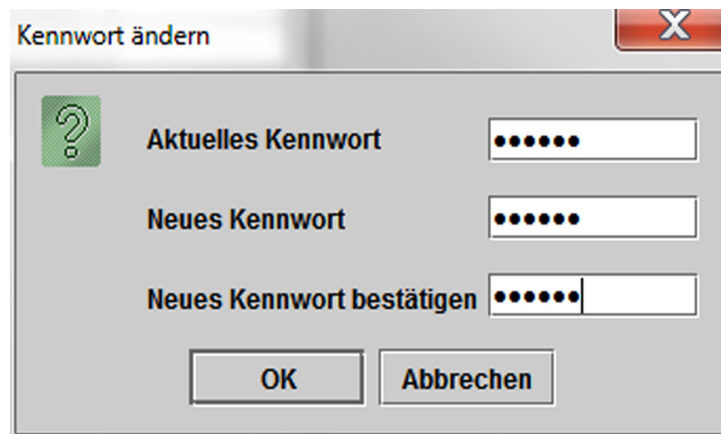 Kennwort ändern
Aktuelles Kennwort ••••••
Neues Kennwort ••••••
Neues Kennwort bestätigen ••••••
OK Abbrechen